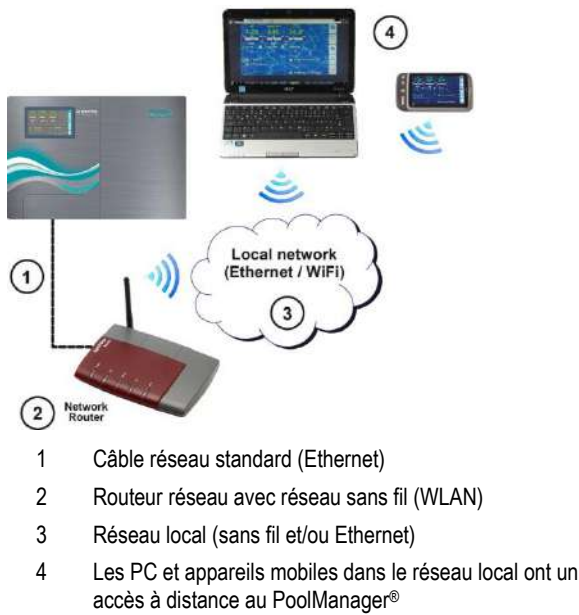 4
Local network
(Ethernet / WiFi)
1
3
2
Network
Router
1 Câble réseau standard (Ethernet)
2 Routeur réseau avec réseau sans fil (WLAN)
3 Réseau local (sans fil et/ou Ethernet)
4 Les PC et appareils mobiles dans le réseau local ont un
accès à distance au PoolManager®